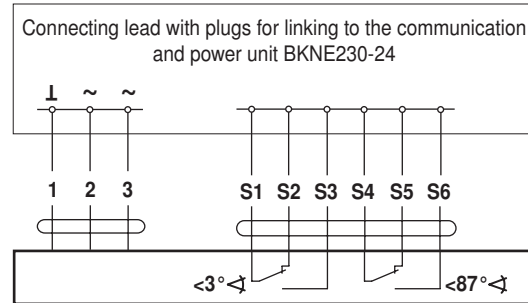 Connecting lead with plugs for linking to the communication
and power unit BKNE230-24
⊥ ~ ~
1 2 3 S1 S2 S3 S4 S5 S6
<3°∢ <87°∢